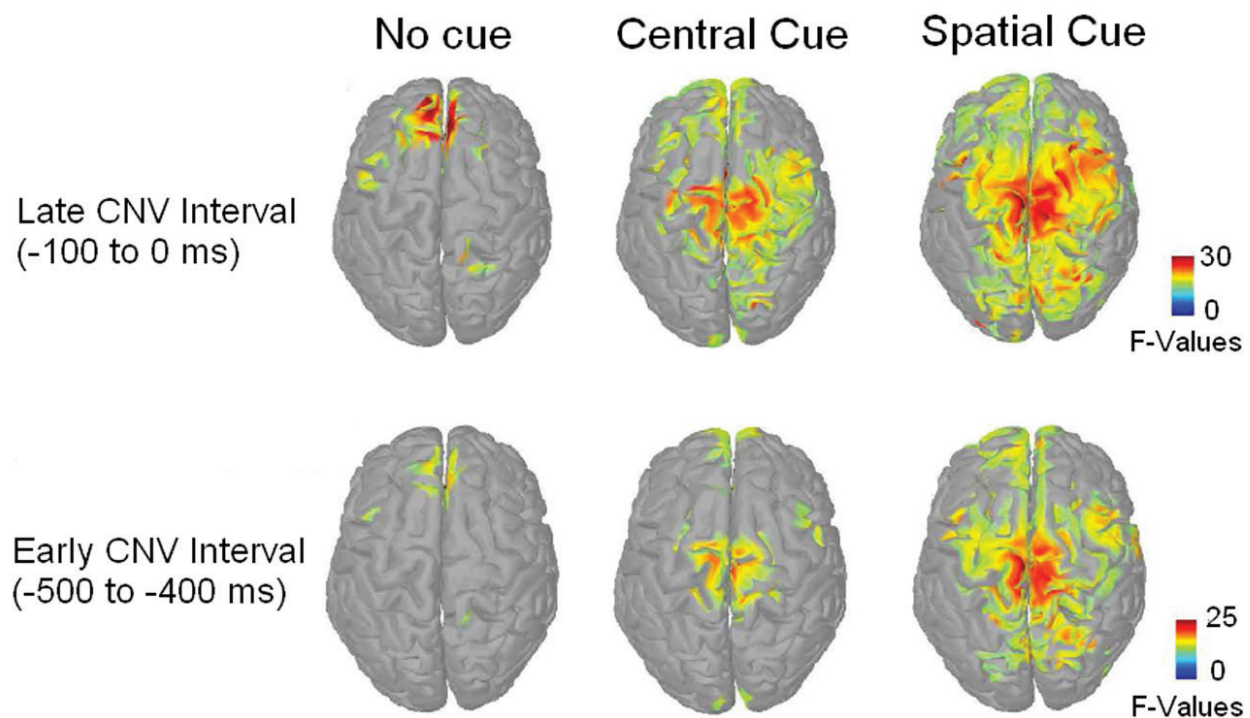 No cue
Central Cue
Spatial Cue
Late CNV Interval
(-100 to 0 ms)
30
0
F-Values
Early CNV Interval
(-500 to -400 ms)
25
0
F-Values